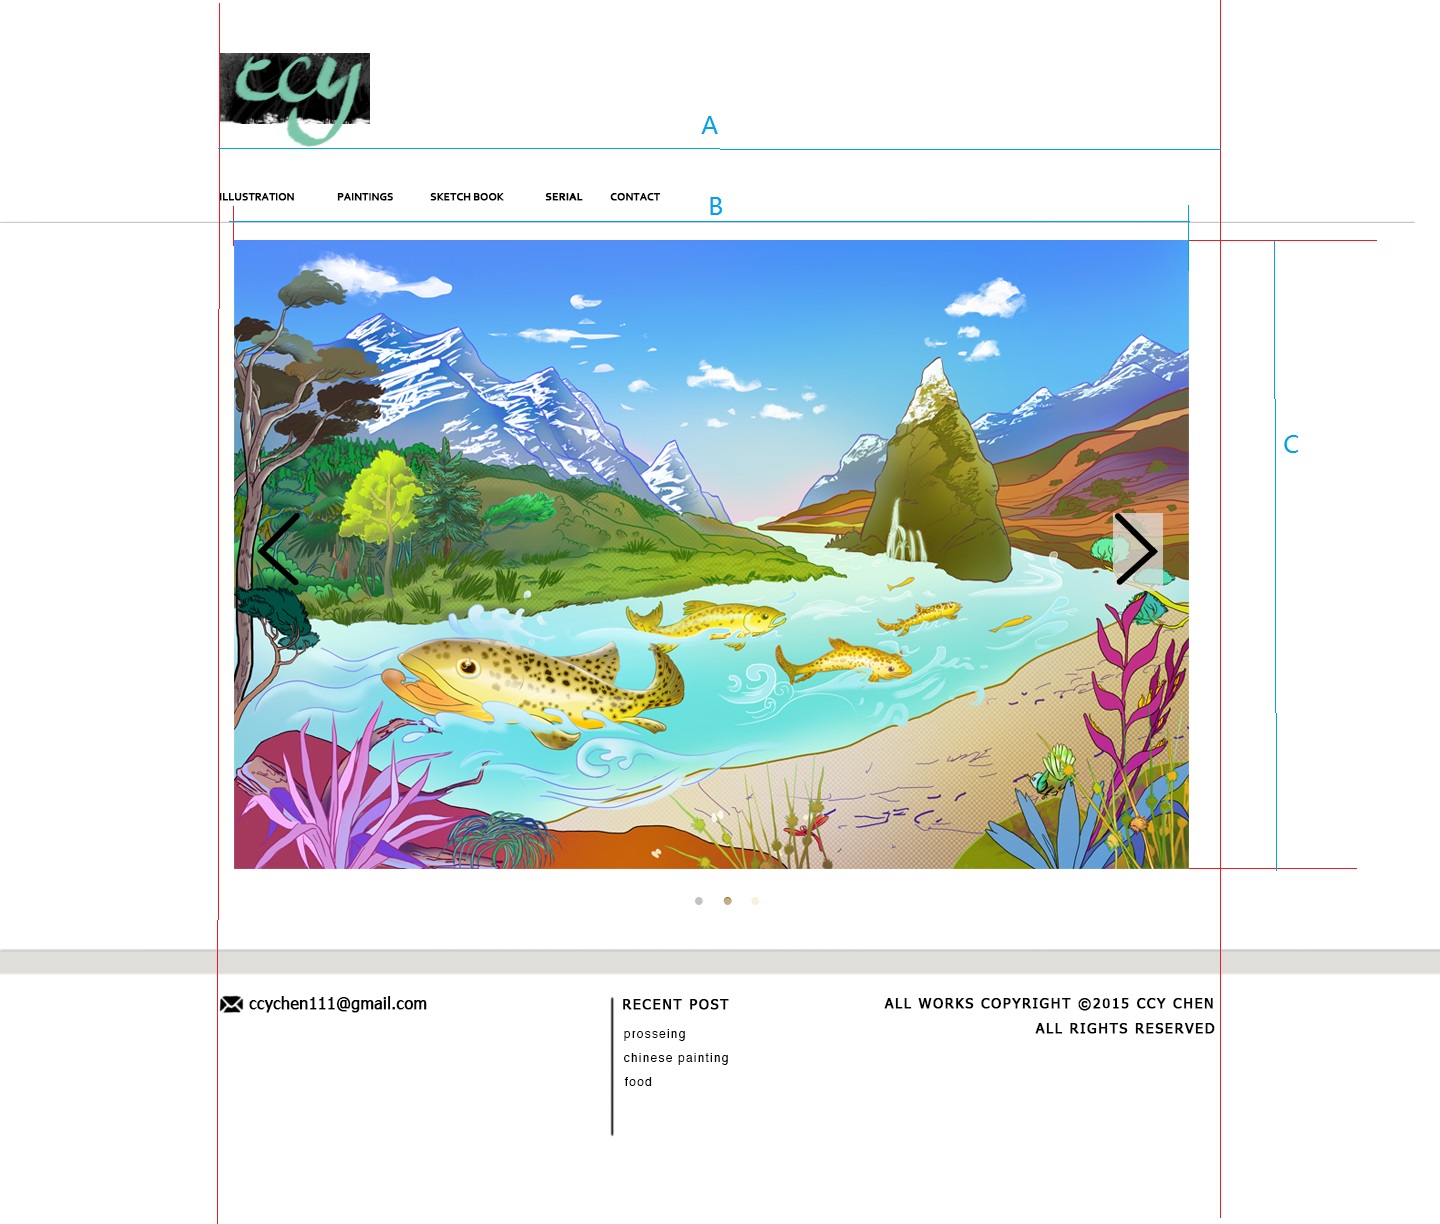 ccy
A
ILLUSTRATION PAINTINGS SKETCH BOOK SERIAL CONTACT
B
C
ccychen111@gmail.com
RECENT POST
prosseing
chinese painting
food
ALL WORKS COPYRIGHT ©2015 CCY CHEN
ALL RIGHTS RESERVED